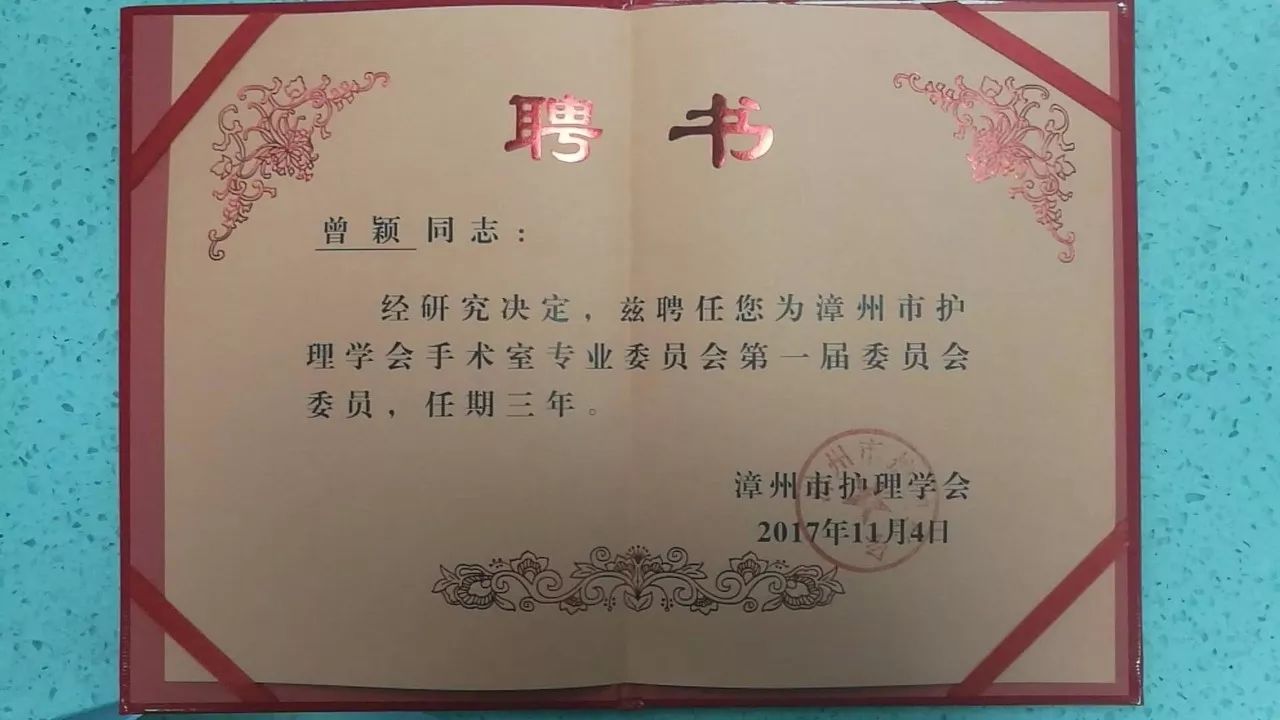 聘书
曾颖同志：
经研究决定，兹聘任您为漳州市护
理学会手术室专业委员会第一届委员会
委员，任期三年。
漳州市护理学会
2017年11月4日